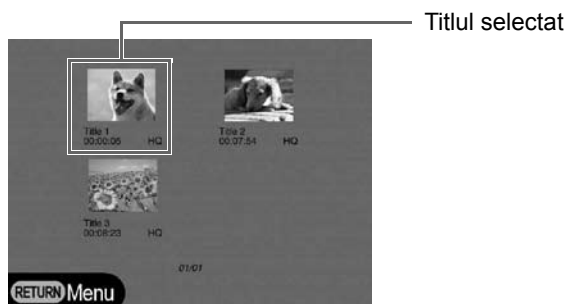 Titlul selectat
Title 1
00:00:06 HQ
Title 2
00:07:54 HQ
Title 3
00:08:23 HQ
01/01
RETURN Menu